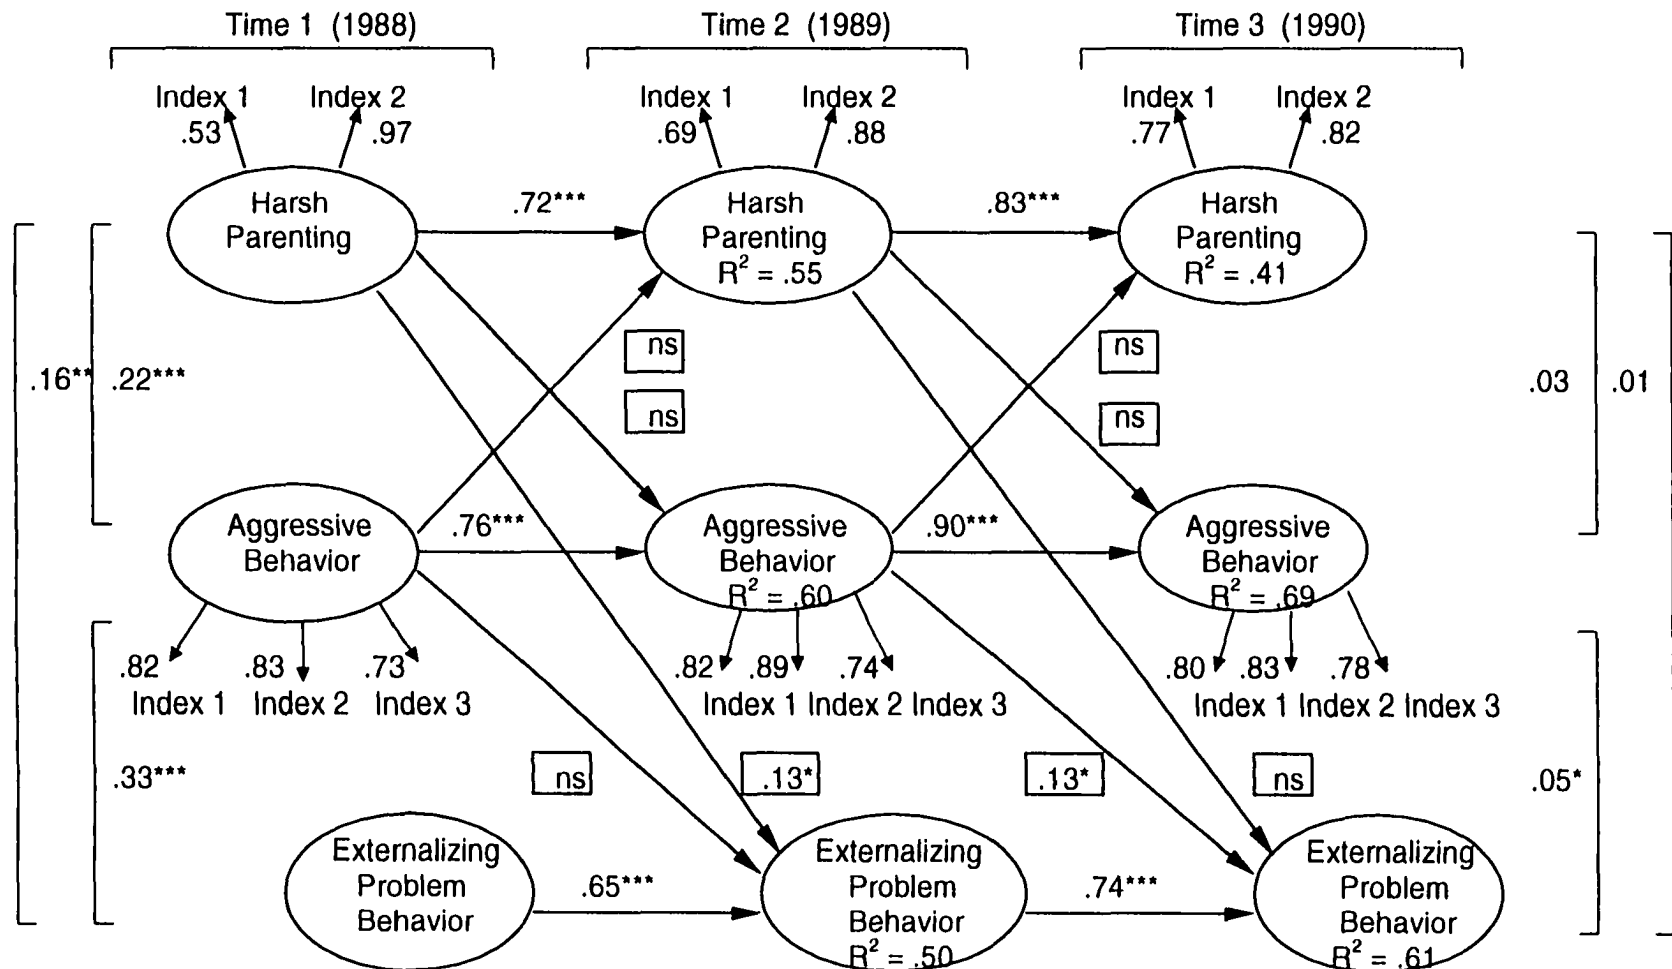 Time 1 (1988) Time 2 (1989) Time 3 (1990)
Index 1 Index 2 Index 1 Index 2 Index 1 Index 2
.53 .97 .69 .88 .77 .82
Harsh Parenting
.72***
Harsh Parenting
R² = .55
.83***
Harsh Parenting
R² = .41
ns
ns
ns
ns
.16** .22***
.03 .01
Aggressive Behavior
.76***
Aggressive Behavior
R² = .60
.90***
Aggressive Behavior
R² = .69
.82 .83 .73 .82 .89 .74 .80 .83 .78
Index 1 Index 2 Index 3 Index 1 Index 2 Index 3 Index 1 Index 2 Index 3
.33*** ns .13* .13* ns .05*
Externalizing Problem Behavior
.65***
Externalizing Problem Behavior
R² = .50
.74***
Externalizing Problem Behavior
R² = .61